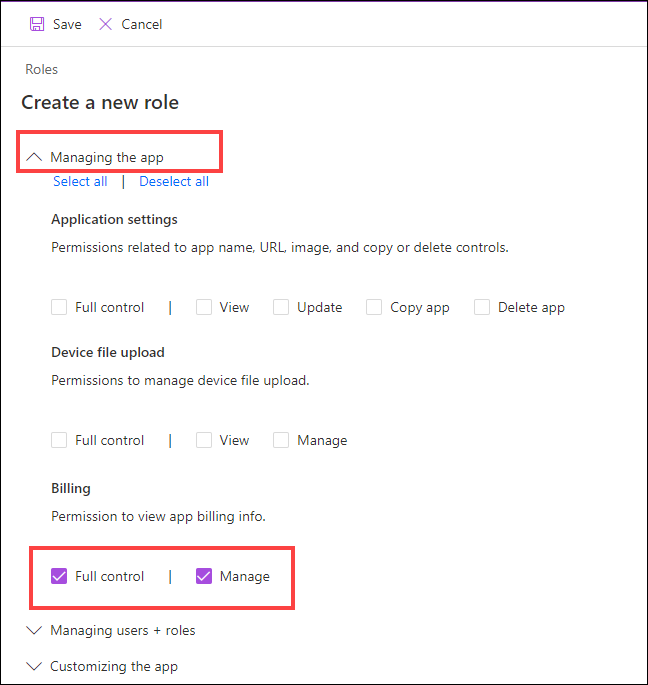 Save Cancel
Roles
Create a new role
Managing the app
Select all | Deselect all
Application settings
Permissions related to app name, URL, image, and copy or delete controls.
Full control | View Update Copy app Delete app
Device file upload
Permissions to manage device file upload.
Full control | View Manage
Billing
Permission to view app billing info.
Full control | Manage
Managing users + roles
Customizing the app